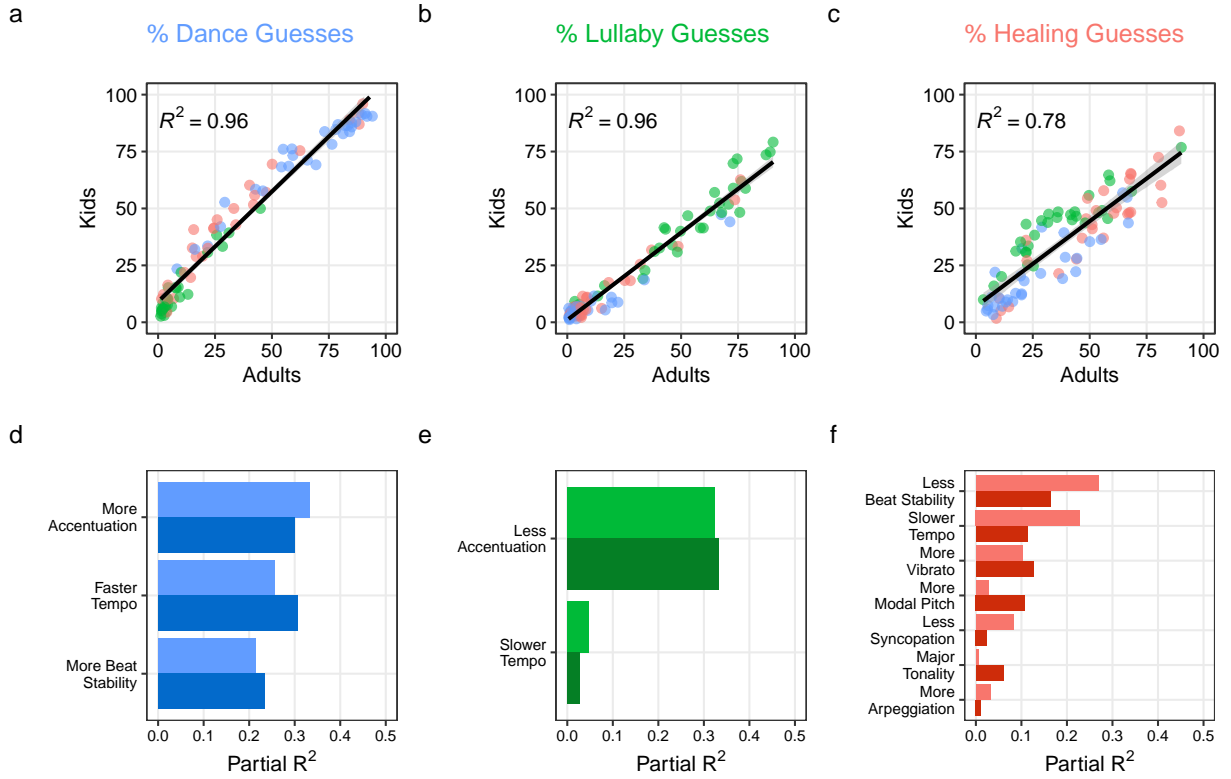 a
% Dance Guesses
100
75
50
25
0
Kids
R² = 0.96
0 25 50 75 100
Adults
b
% Lullaby Guesses
100
75
50
25
0
Kids
R² = 0.96
0 25 50 75 100
Adults
c
% Healing Guesses
100
75
50
25
0
Kids
R² = 0.78
0 25 50 75 100
Adults
d
More
Accentuation
Faster
Tempo
More Beat
Stability
0.0 0.1 0.2 0.3 0.4 0.5
Partial R²
e
Less
Accentuation
Slower
Tempo
0.0 0.1 0.2 0.3 0.4 0.5
Partial R²
f
Less
Beat Stability
Slower
Tempo
More
Vibrato
More
Modal Pitch
Less
Syncopation
Major
Tonality
More
Arpeggiation
0.0 0.1 0.2 0.3 0.4 0.5
Partial R²